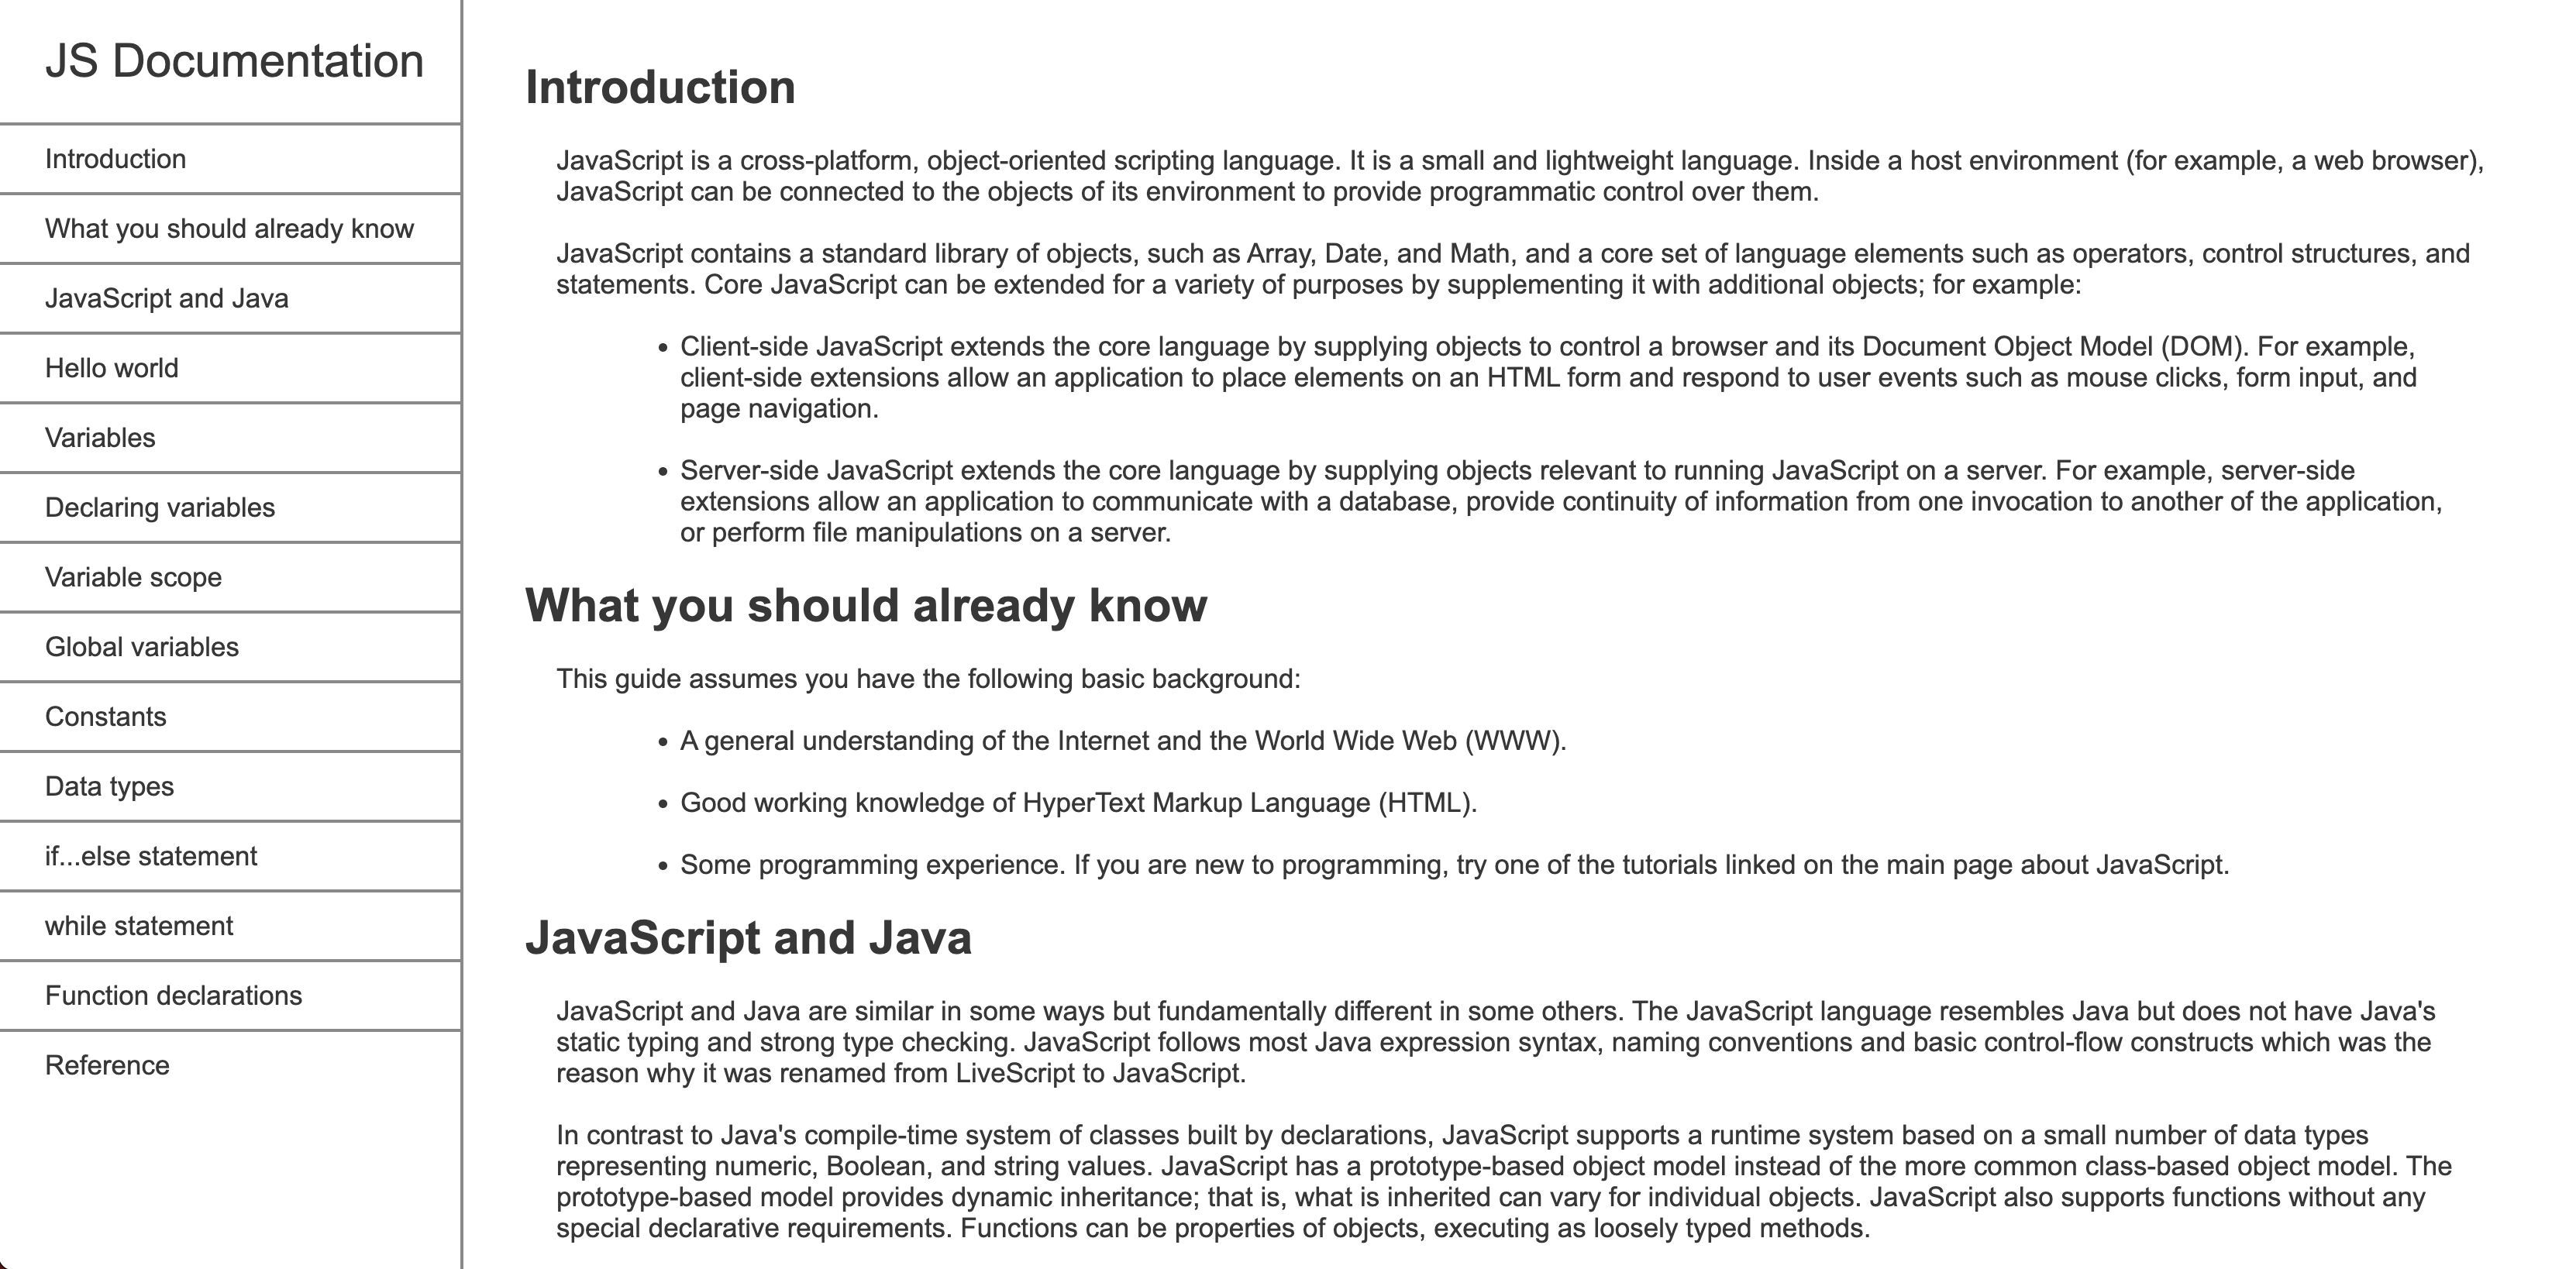 JS Documentation
Introduction
What you should already know
JavaScript and Java
Hello world
Variables
Declaring variables
Variable scope
Global variables
Constants
Data types
if...else statement
while statement
Function declarations
Reference
Introduction
JavaScript is a cross-platform, object-oriented scripting language. It is a small and lightweight language. Inside a host environment (for example, a web browser),
JavaScript can be connected to the objects of its environment to provide programmatic control over them.
JavaScript contains a standard library of objects, such as Array, Date, and Math, and a core set of language elements such as operators, control structures, and
statements. Core JavaScript can be extended for a variety of purposes by supplementing it with additional objects; for example:
• Client-side JavaScript extends the core language by supplying objects to control a browser and its Document Object Model (DOM). For example,
client-side extensions allow an application to place elements on an HTML form and respond to user events such as mouse clicks, form input, and
page navigation.
• Server-side JavaScript extends the core language by supplying objects relevant to running JavaScript on a server. For example, server-side
extensions allow an application to communicate with a database, provide continuity of information from one invocation to another of the application,
or perform file manipulations on a server.
What you should already know
This guide assumes you have the following basic background:
• A general understanding of the Internet and the World Wide Web (WWW).
• Good working knowledge of HyperText Markup Language (HTML).
• Some programming experience. If you are new to programming, try one of the tutorials linked on the main page about JavaScript.
JavaScript and Java
JavaScript and Java are similar in some ways but fundamentally different in some others. The JavaScript language resembles Java but does not have Java's
static typing and strong type checking. JavaScript follows most Java expression syntax, naming conventions and basic control-flow constructs which was the
reason why it was renamed from LiveScript to JavaScript.
In contrast to Java's compile-time system of classes built by declarations, JavaScript supports a runtime system based on a small number of data types
representing numeric, Boolean, and string values. JavaScript has a prototype-based object model instead of the more common class-based object model. The
prototype-based model provides dynamic inheritance; that is, what is inherited can vary for individual objects. JavaScript also supports functions without any
special declarative requirements. Functions can be properties of objects, executing as loosely typed methods.